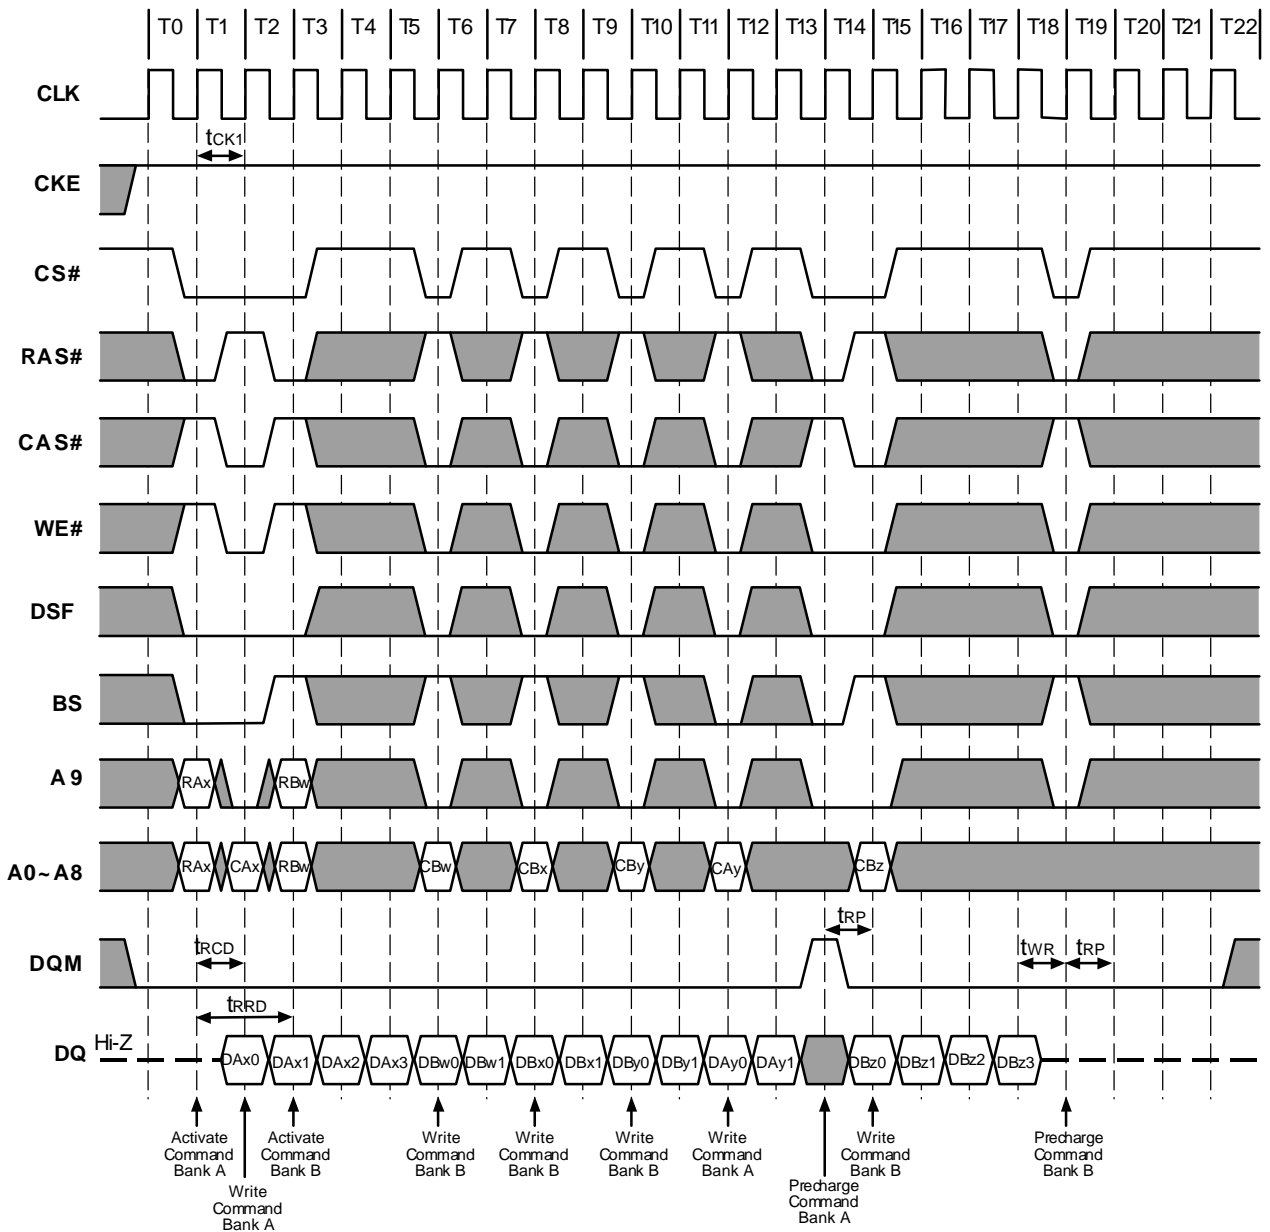 T0 T1 T2 T3 T4 T5 T6 T7 T8 T9 T10 T11 T12 T13 T14 T15 T16 T17 T18 T19 T20 T21 T22
CLK
tCK1
CKE
CS#
RAS#
CAS#
WE#
DSF
BS
A9
RAx RBw
A0~A8
RAx CAx RBw CBw CBx CBy CAy CBz
tRP
tRCD
tWR tRP
DQM
tRRD
Hi-Z
DQ
DAx0 DAx1 DAx2 DAx3 DBw0 DBw1 DBx0 DBx1 DBy0 DBy1 DAy0 DAy1 DBz0 DBz1 DBz2 DBz3
Activate
Command
Bank A
Write
Command
Bank A
Activate
Command
Bank B
Write
Command
Bank B
Write
Command
Bank B
Write
Command
Bank B
Write
Command
Bank A
Precharge
Command
Bank A
Write
Command
Bank B
Precharge
Command
Bank B